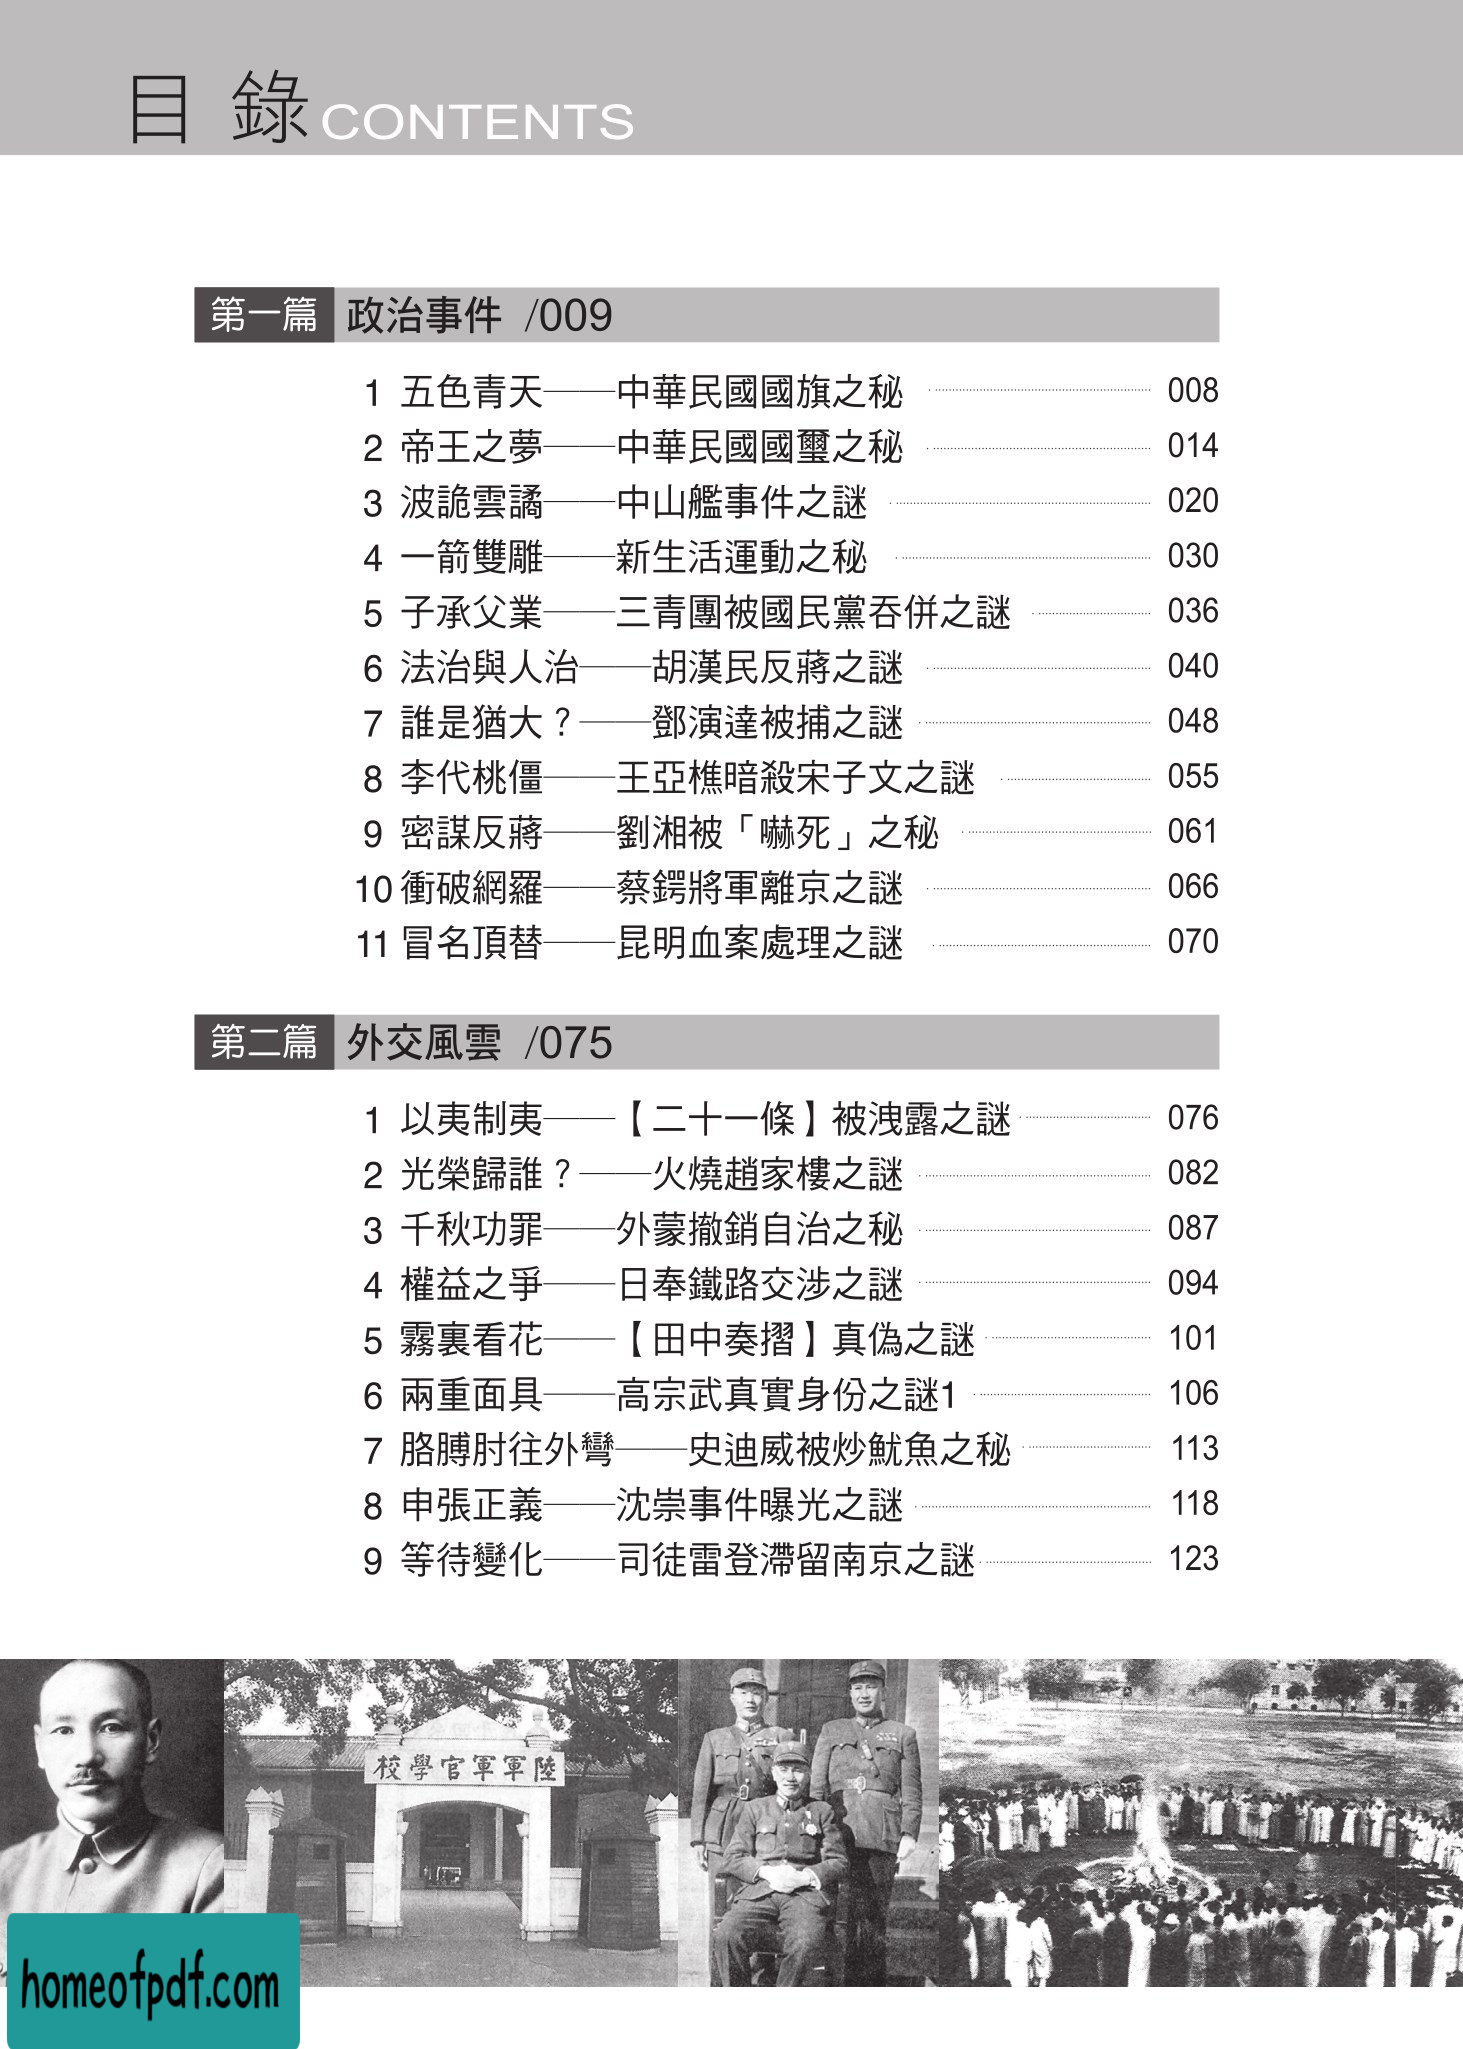 目 錄 CONTENTS
第一篇 政治事件 /009
1 五色青天──中華民國國旗之秘 008
2 帝王之夢──中華民國國璽之秘 014
3 波詭雲譎──中山艦事件之謎 020
4 一箭雙雕──新生活運動之秘 030
5 子承父業──三青團被國民黨吞併之謎 036
6 法治與人治──胡漢民反蔣之謎 040
7 誰是猶大?──鄧演達被捕之謎 048
8 李代桃僵──王亞樵暗殺宋子文之謎 055
9 密謀反蔣──劉湘被「嚇死」之秘 061
10 衝破網羅──蔡鍔將軍離京之謎 066
11 冒名頂替──昆明血案處理之謎 070
第二篇 外交風雲 /075
1 以夷制夷──【二十一條】被洩露之謎 076
2 光榮歸誰?──火燒趙家樓之謎 082
3 千秋功罪──外蒙撤銷自治之秘 087
4 權益之爭──日奉鐵路交涉之謎 094
5 霧裏看花──【田中奏摺】真偽之謎 101
6 兩重面具──高宗武真實身份之謎1 106
7 胳膊肘往外彎──史迪威被炒魷魚之秘 113
8 申張正義──沈崇事件曝光之謎 118
9 等待變化──司徒雷登滯留南京之謎 123
校學官軍軍陸
homeofpdf.com